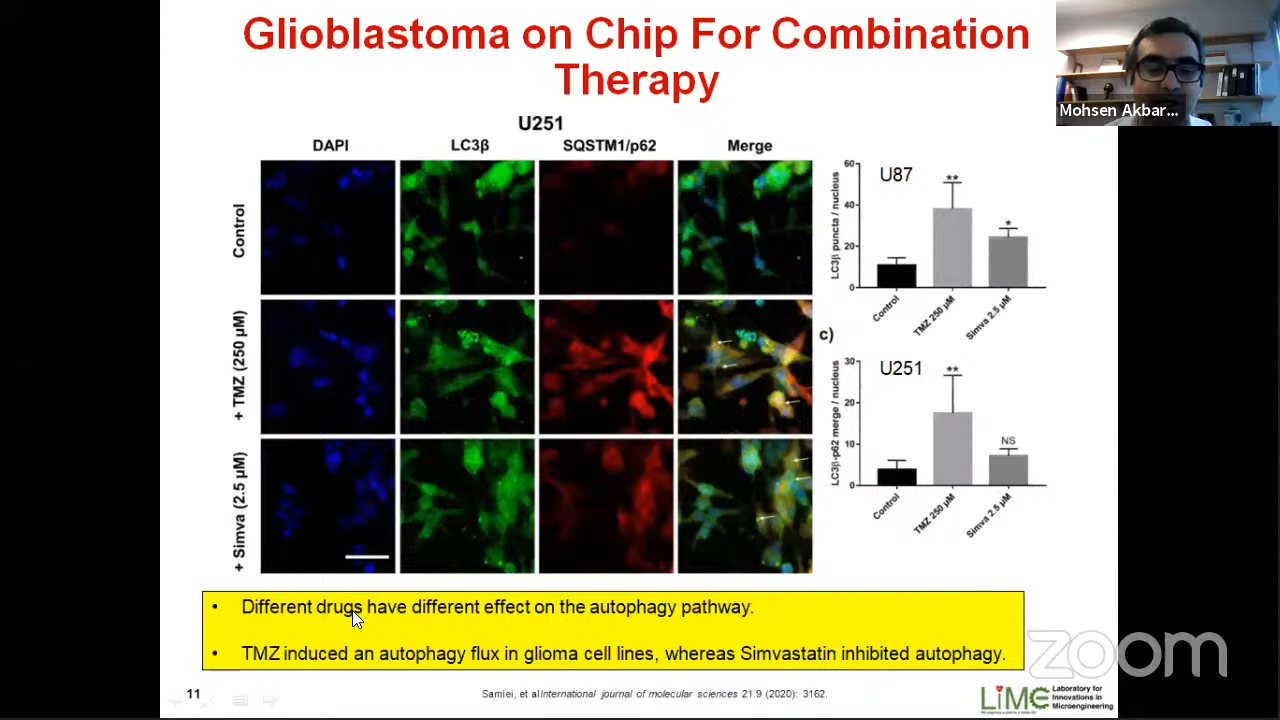 Glioblastoma on Chip For Combination
Therapy
Mohsen Akbar...
U251
DAPI
LC3β
SQSTM1/p62
Merge
Control
+ TMZ (250 μM)
+ Simva (2.5 μM)
U87
LC3β puncta / nucleus
60
40
20
0
**
*
Control
TMZ 250 μM
Simva 2.5 μM
c)
U251
LC3β-p62 merge / nucleus
30
20
10
0
**
NS
Control
TMZ 250 μM
Simva 2.5 μM
• Different drugs have different effect on the autophagy pathway.
• TMZ induced an autophagy flux in glioma cell lines, whereas Simvastatin inhibited autophagy.
zoom
11
Samiei, et al International journal of molecular sciences 21.9 (2020): 3162.
LiME
Laboratory for
Innovations in
Microengineering